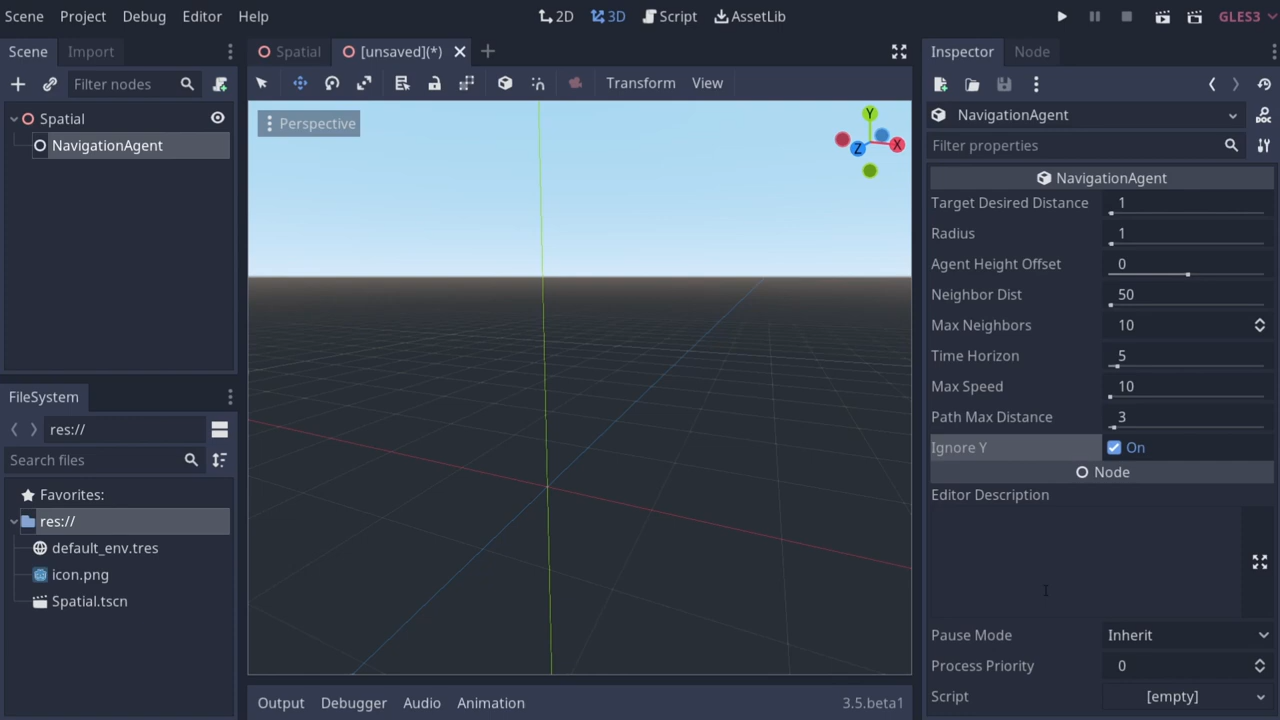 Scene Project Debug Editor Help 2D 3D Script AssetLib GLES3
Scene Import Spatial [unsaved](*) Inspector Node
Filter nodes Transform View
Spatial
NavigationAgent
Perspective
Y
X
Z
NavigationAgent
Filter properties
NavigationAgent
Target Desired Distance 1
Radius 1
Agent Height Offset 0
Neighbor Dist 50
Max Neighbors 10
Time Horizon 5
Max Speed 10
Path Max Distance 3
Ignore Y On
Node
Editor Description
Pause Mode Inherit
Process Priority 0
Script [empty]
FileSystem
res://
Search files
Favorites:
res://
default_env.tres
icon.png
Spatial.tscn
Output Debugger Audio Animation 3.5.beta1